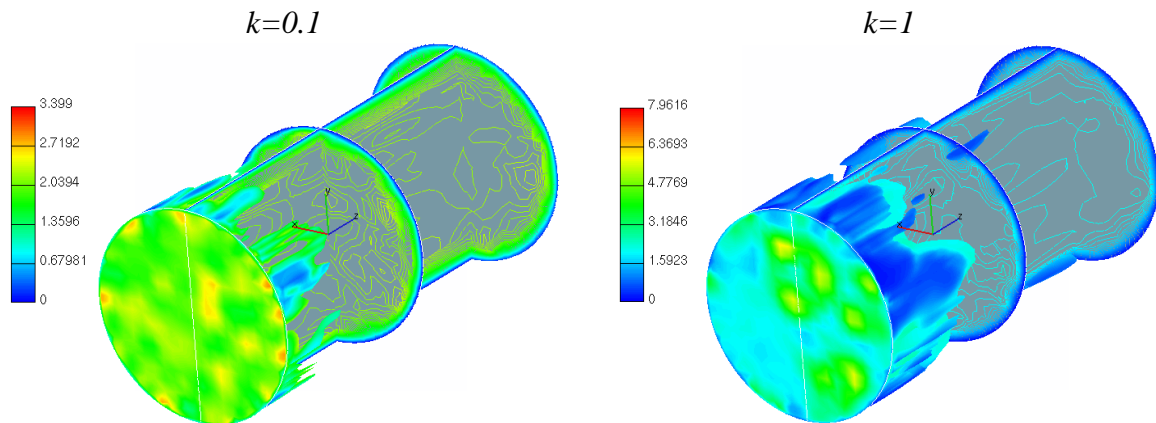 k=0.1
k=1
3.399
2.7192
2.0394
1.3596
0.67981
0
y
x
z
7.9616
6.3693
4.7769
3.1846
1.5923
0
y
x
z